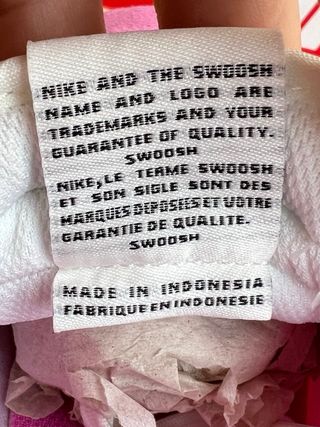 NIKE AND THE SWOOSH
NAME AND LOGO ARE
TRADEMARKS AND YOUR
GUARANTEE OF QUALITY.
SWOOSH
NIKE, LE TERME SWOOSH
ET SON SIGLE SONT DES
MARQUES DEPOSEES ET VOTRE
GARANTIE DE QUALITE.
SWOOSH
MADE IN INDONESIA
FABRIQUE EN INDONESIE